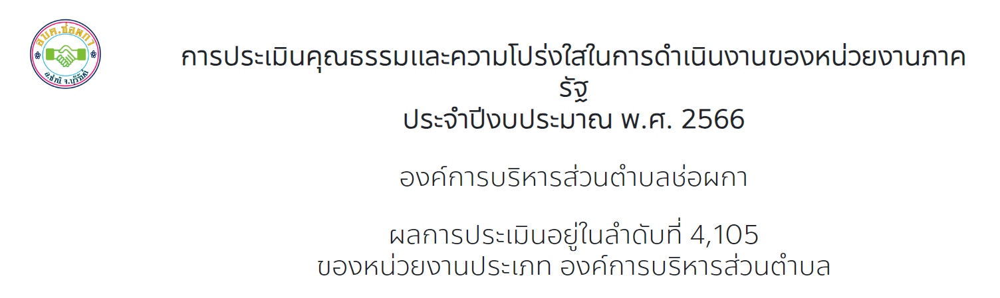 อบต.ช่อผกา
อ.ชำนิ จ.บุรีรัมย์
การประเมินคุณธรรมและความโปร่งใสในการดำเนินงานของหน่วยงานภาค
รัฐ
ประจำปีงบประมาณ พ.ศ. 2566
องค์การบริหารส่วนตำบลช่อผกา
ผลการประเมินอยู่ในลำดับที่ 4,105
ของหน่วยงานประเภท องค์การบริหารส่วนตำบล